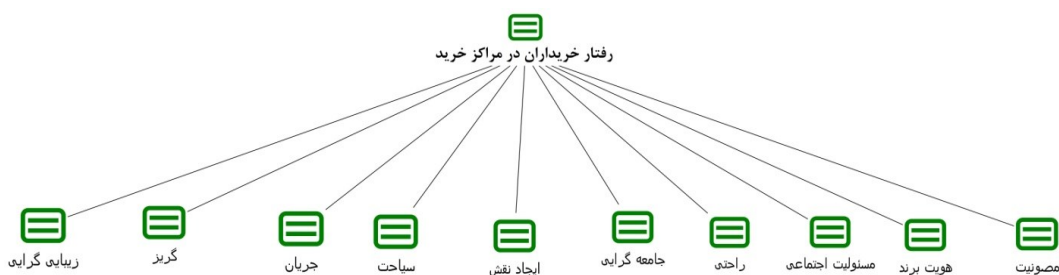 رفتار خریداران در مراکز خرید
مصونیت
هویت برند
مسئولیت اجتماعی
راحتی
جامعه گرایی
ایجاد نقش
سیاحت
جریان
گریز
زیبایی گرایی